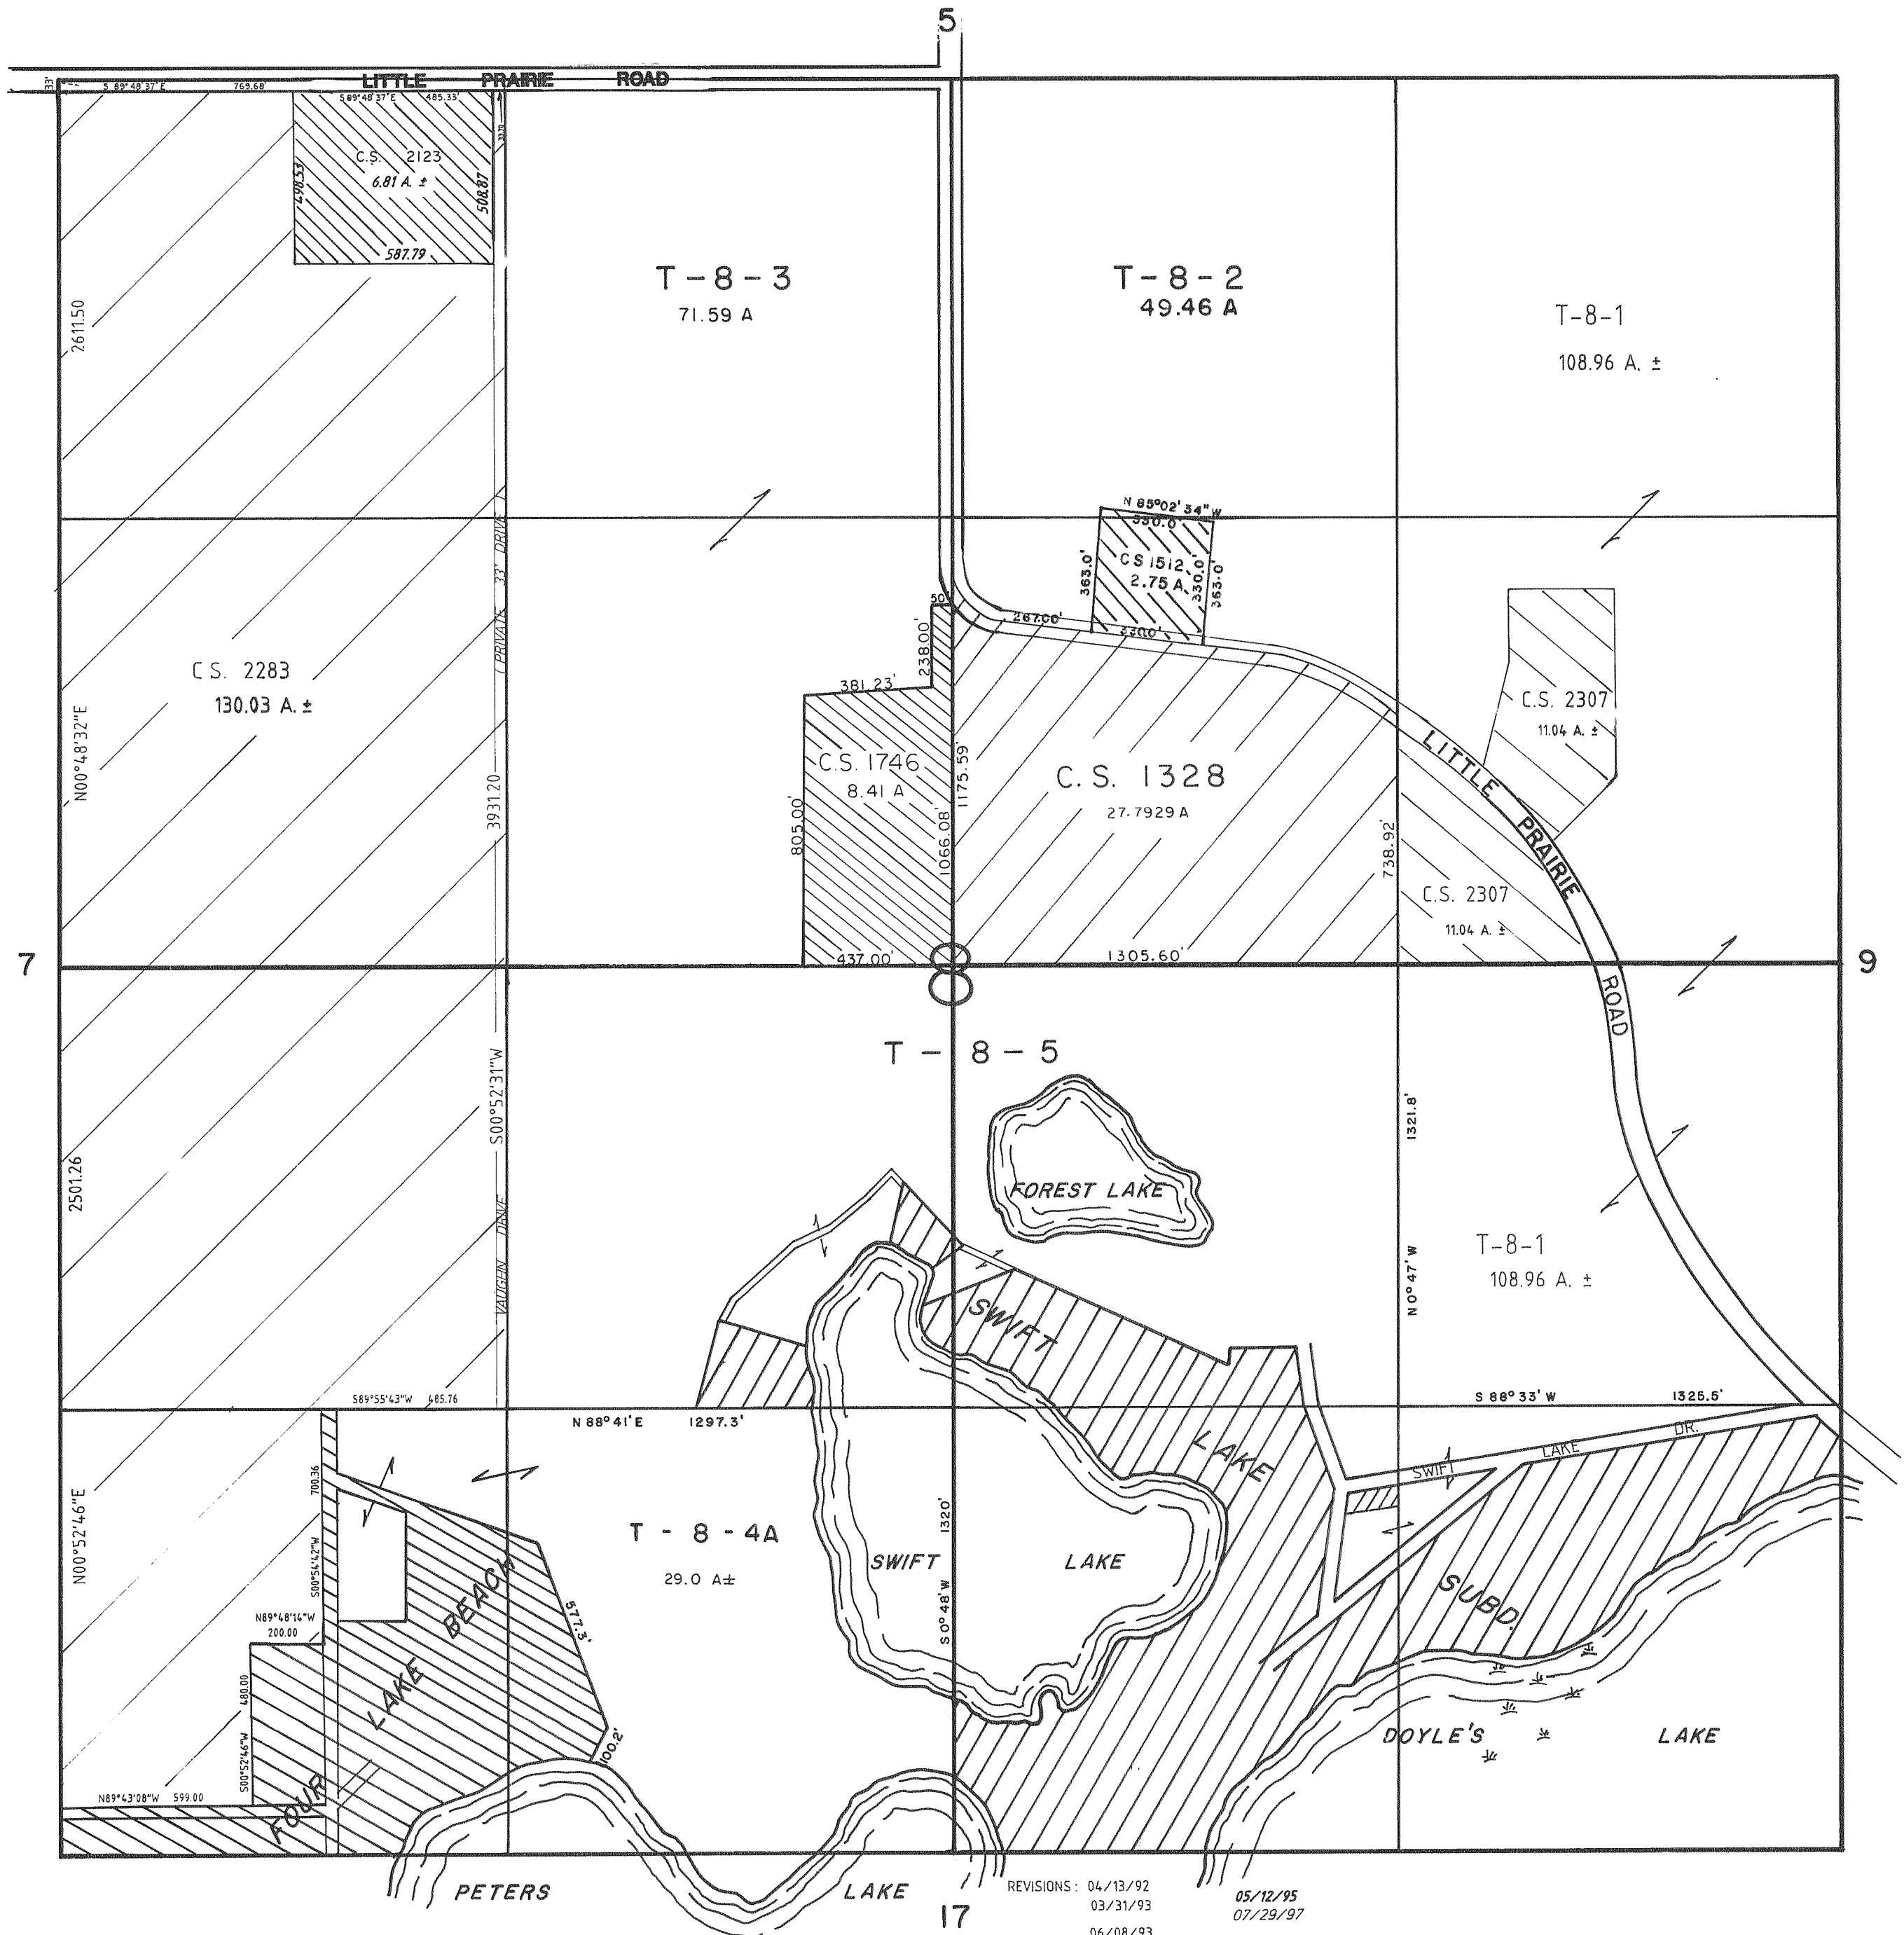 5
LITTLE PRAIRIE ROAD
33'
S 89°48'37"E 769.68'
S89°48'37"E 485.33'
C.S. 2123
6.81 A. ±
498.53
508.87
587.79
T-8-3
71.59 A
T-8-2
49.46 A
T-8-1
108.96 A. ±
2611.50
N 85°02'34" W
330.0'
CS 1512
2.75 A.
363.0'
330.0'
363.0'
330.0'
PRIVATE 33' DRIVE
50'
267.00'
238.00'
381.23'
C.S. 2283
130.03 A. ±
N00°48'32"E
3931.20
C.S. 1746
8.41 A
805.00'
1066.08'
1175.59'
437.00'
C.S. 1328
27.7929 A
738.92'
1305.60'
C.S. 2307
11.04 A. ±
LITTLE PRAIRIE ROAD
C.S. 2307
11.04 A. ±
7
8
9
T-8-5
S00°52'31"W
2501.26
VAUGHN DRIVE
FOREST LAKE
1321.8'
N 0°47' W
T-8-1
108.96 A. ±
S89°55'43"W 485.76
N 88°41' E 1297.3'
S 88°33' W 1325.5'
SWIFT LAKE SUBD.
SWIFT LAKE DR.
N00°52'46"E
700.36
S00°54'42"W
T-8-4A
29.0 A±
SWIFT LAKE
1320'
S 0°48' W
N89°48'14"W
200.00
480.00
S00°52'46"W
577.3'
100.2'
FOUR LAKE BEACH
N89°43'08"W 599.00
DOYLE'S LAKE
PETERS LAKE
17
REVISIONS: 04/13/92
03/31/93
06/08/93
05/12/95
07/29/97